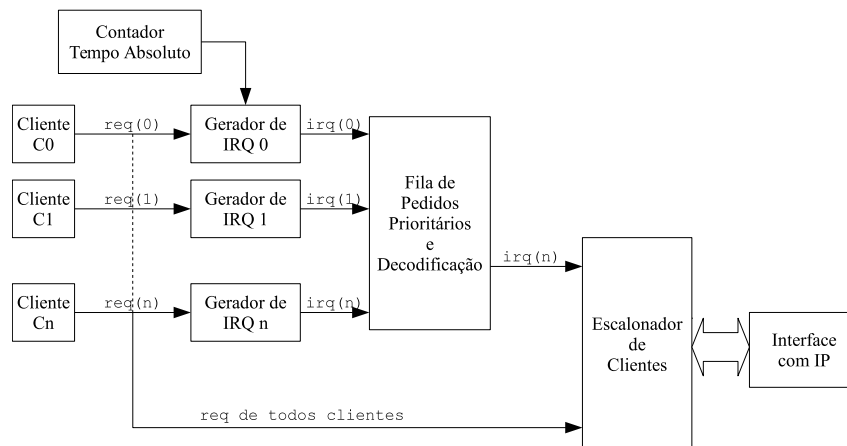 Contador
Tempo Absoluto
Cliente
C0
req(0)
Gerador de
IRQ 0
irq(0)
Cliente
C1
req(1)
Gerador de
IRQ 1
irq(1)
Cliente
Cn
req(n)
Gerador de
IRQ n
irq(n)
Fila de
Pedidos
Prioritários
e
Decodificação
irq(n)
Escalonador
de
Clientes
Interface
com IP
req de todos clientes